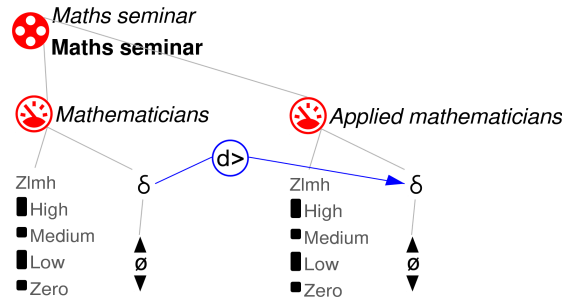 Maths seminar
Maths seminar
Mathematicians
Applied mathematicians
d>
Zlmh
δ
High
Medium
Low
Zero
ø
Zlmh
δ
High
Medium
Low
Zero
ø